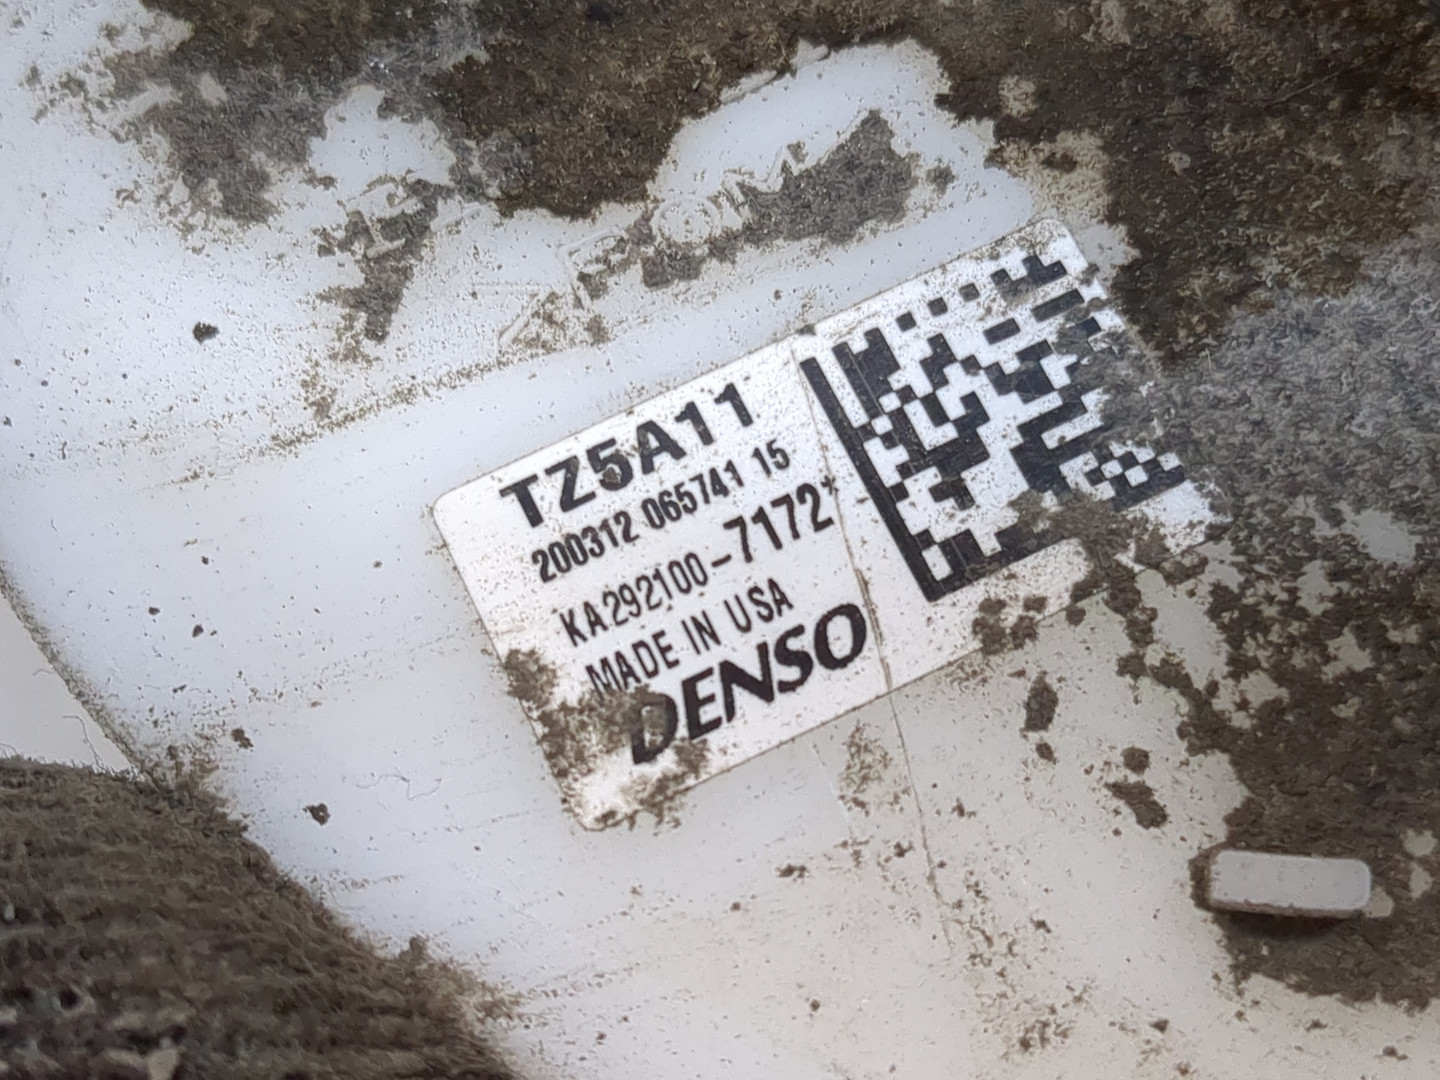 TZ5A11
200312 065741 15
KA292100-7172*
MADE IN USA
DENSO